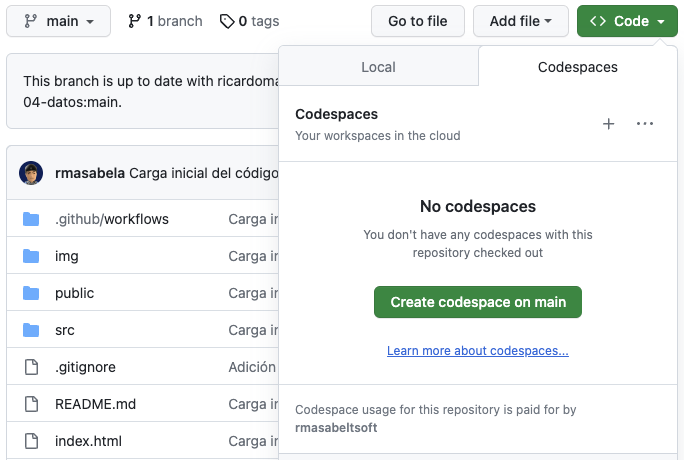 main
1 branch
0 tags
Go to file
Add file
Code
This branch is up to date with ricardoma
04-datos:main.
Local
Codespaces
Codespaces
Your workspaces in the cloud
rmasabela Carga inicial del código
.github/workflows
Carga in
No codespaces
You don't have any codespaces with this
repository checked out
img
Carga in
public
Carga in
Create codespace on main
src
Carga in
Learn more about codespaces...
.gitignore
Adición
README.md
Carga in
Codespace usage for this repository is paid for by
rmasabeltsoft
index.html
Carga in